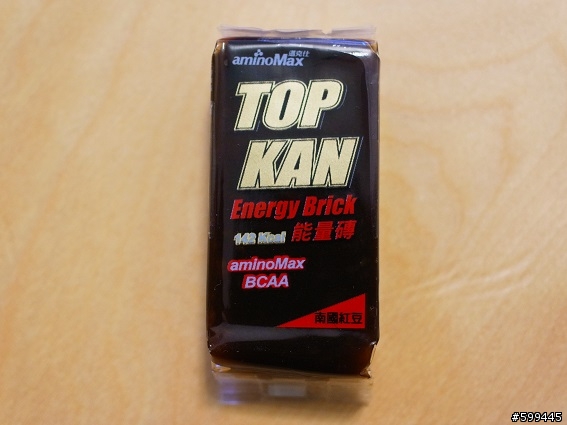 aminoMax 邁克仕
TOP
KAN
Energy Brick
142 Kcal 能量磚
aminoMax
BCAA
南國紅豆
#599445